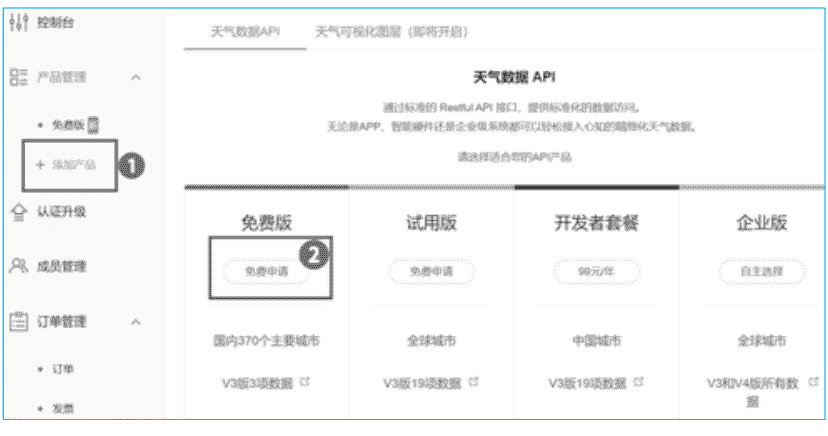 控制台
产品管理
免费版
+ 添加产品
1
认证升级
成员管理
订单管理
订单
发票
天气数据API
天气可视化图层（即将开启）
天气数据 API
通过标准的 Restful API 接口，提供标准化的数据访问。
无论是APP、智能硬件还是企业级系统都可以轻松接入心知的精细化天气数据。
请选择适合您的API产品
免费版
2
免费申请
国内370个主要城市
V3版3项数据
试用版
免费申请
全球城市
V3版19项数据
开发者套餐
99元/年
中国城市
V3版19项数据
企业版
自主选择
全球城市
V3和V4版所有数
据